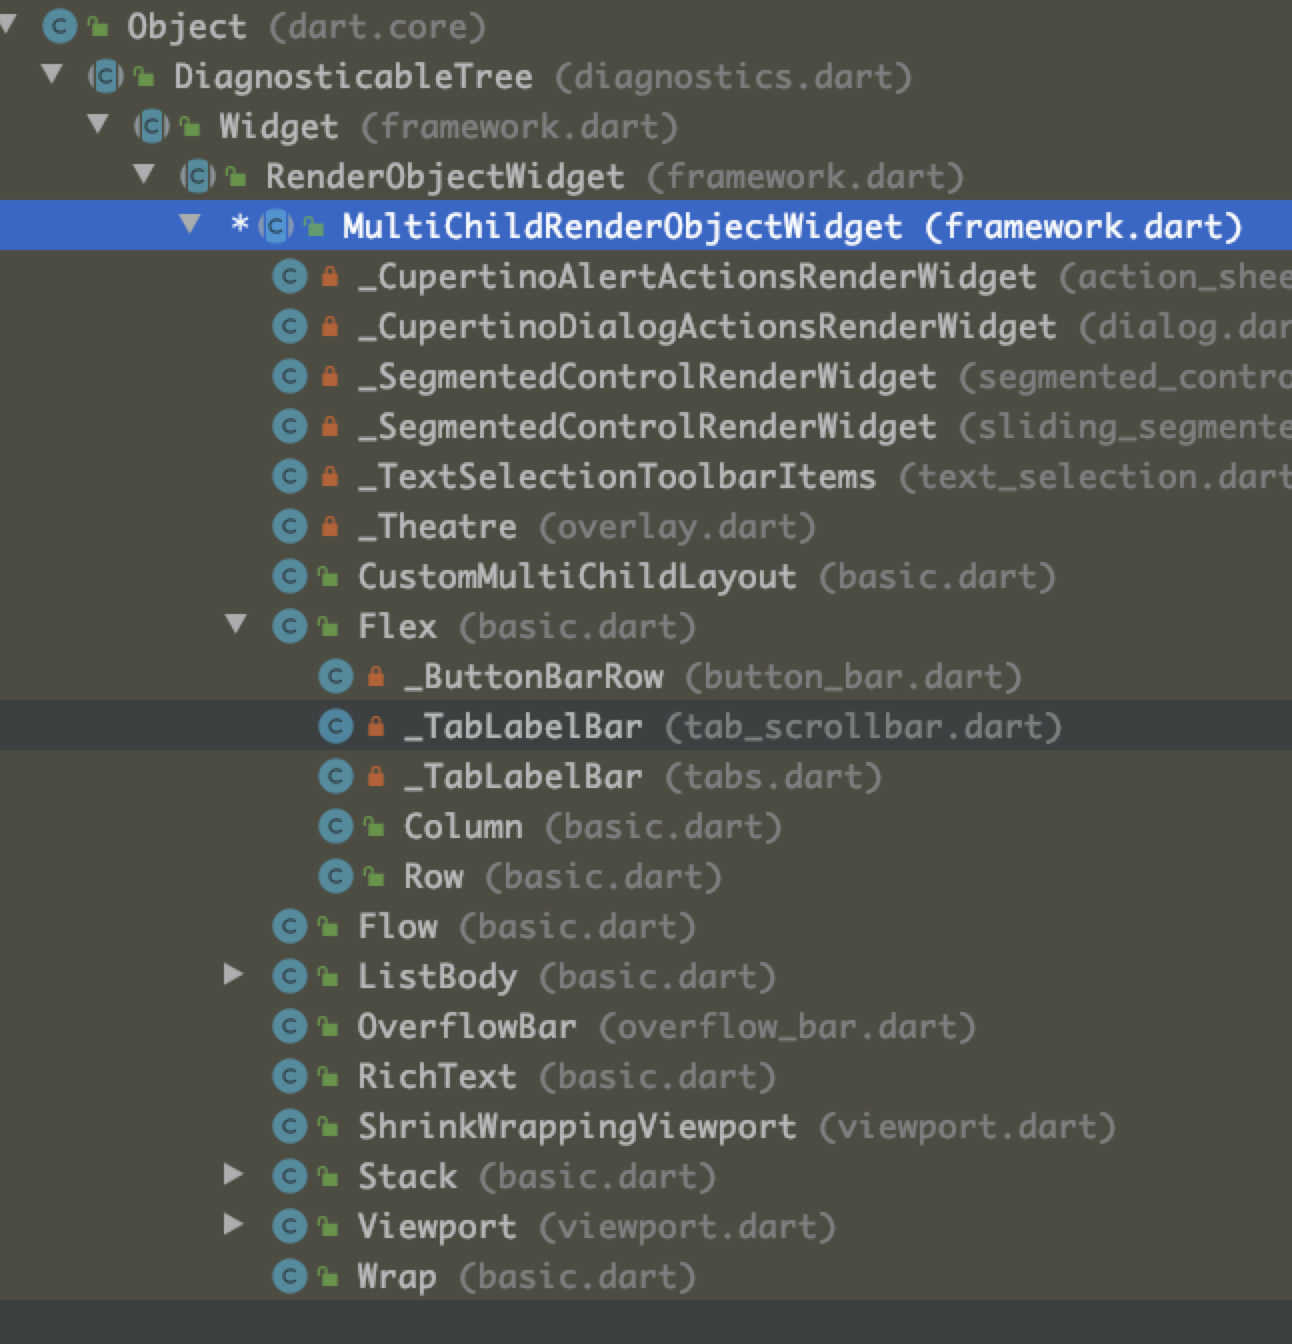 Object (dart.core)
DiagnosticableTree (diagnostics.dart)
Widget (framework.dart)
RenderObjectWidget (framework.dart)
* MultiChildRenderObjectWidget (framework.dart)
_CupertinoAlertActionsRenderWidget (action_shee
_CupertinoDialogActionsRenderWidget (dialog.dar
_SegmentedControlRenderWidget (segmented_contro
_SegmentedControlRenderWidget (sliding_segmente
_TextSelectionToolbarItems (text_selection.dart
_Theatre (overlay.dart)
CustomMultiChildLayout (basic.dart)
Flex (basic.dart)
_ButtonBarRow (button_bar.dart)
_TabLabelBar (tab_scrollbar.dart)
_TabLabelBar (tabs.dart)
Column (basic.dart)
Row (basic.dart)
Flow (basic.dart)
ListBody (basic.dart)
OverflowBar (overflow_bar.dart)
RichText (basic.dart)
ShrinkWrappingViewport (viewport.dart)
Stack (basic.dart)
Viewport (viewport.dart)
Wrap (basic.dart)